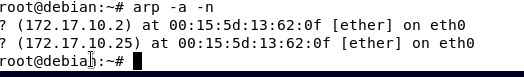 root@debian:~# arp -a -n
? (172.17.10.2) at 00:15:5d:13:62:0f [ether] on eth0
? (172.17.10.25) at 00:15:5d:13:62:0f [ether] on eth0
root@debian:~#